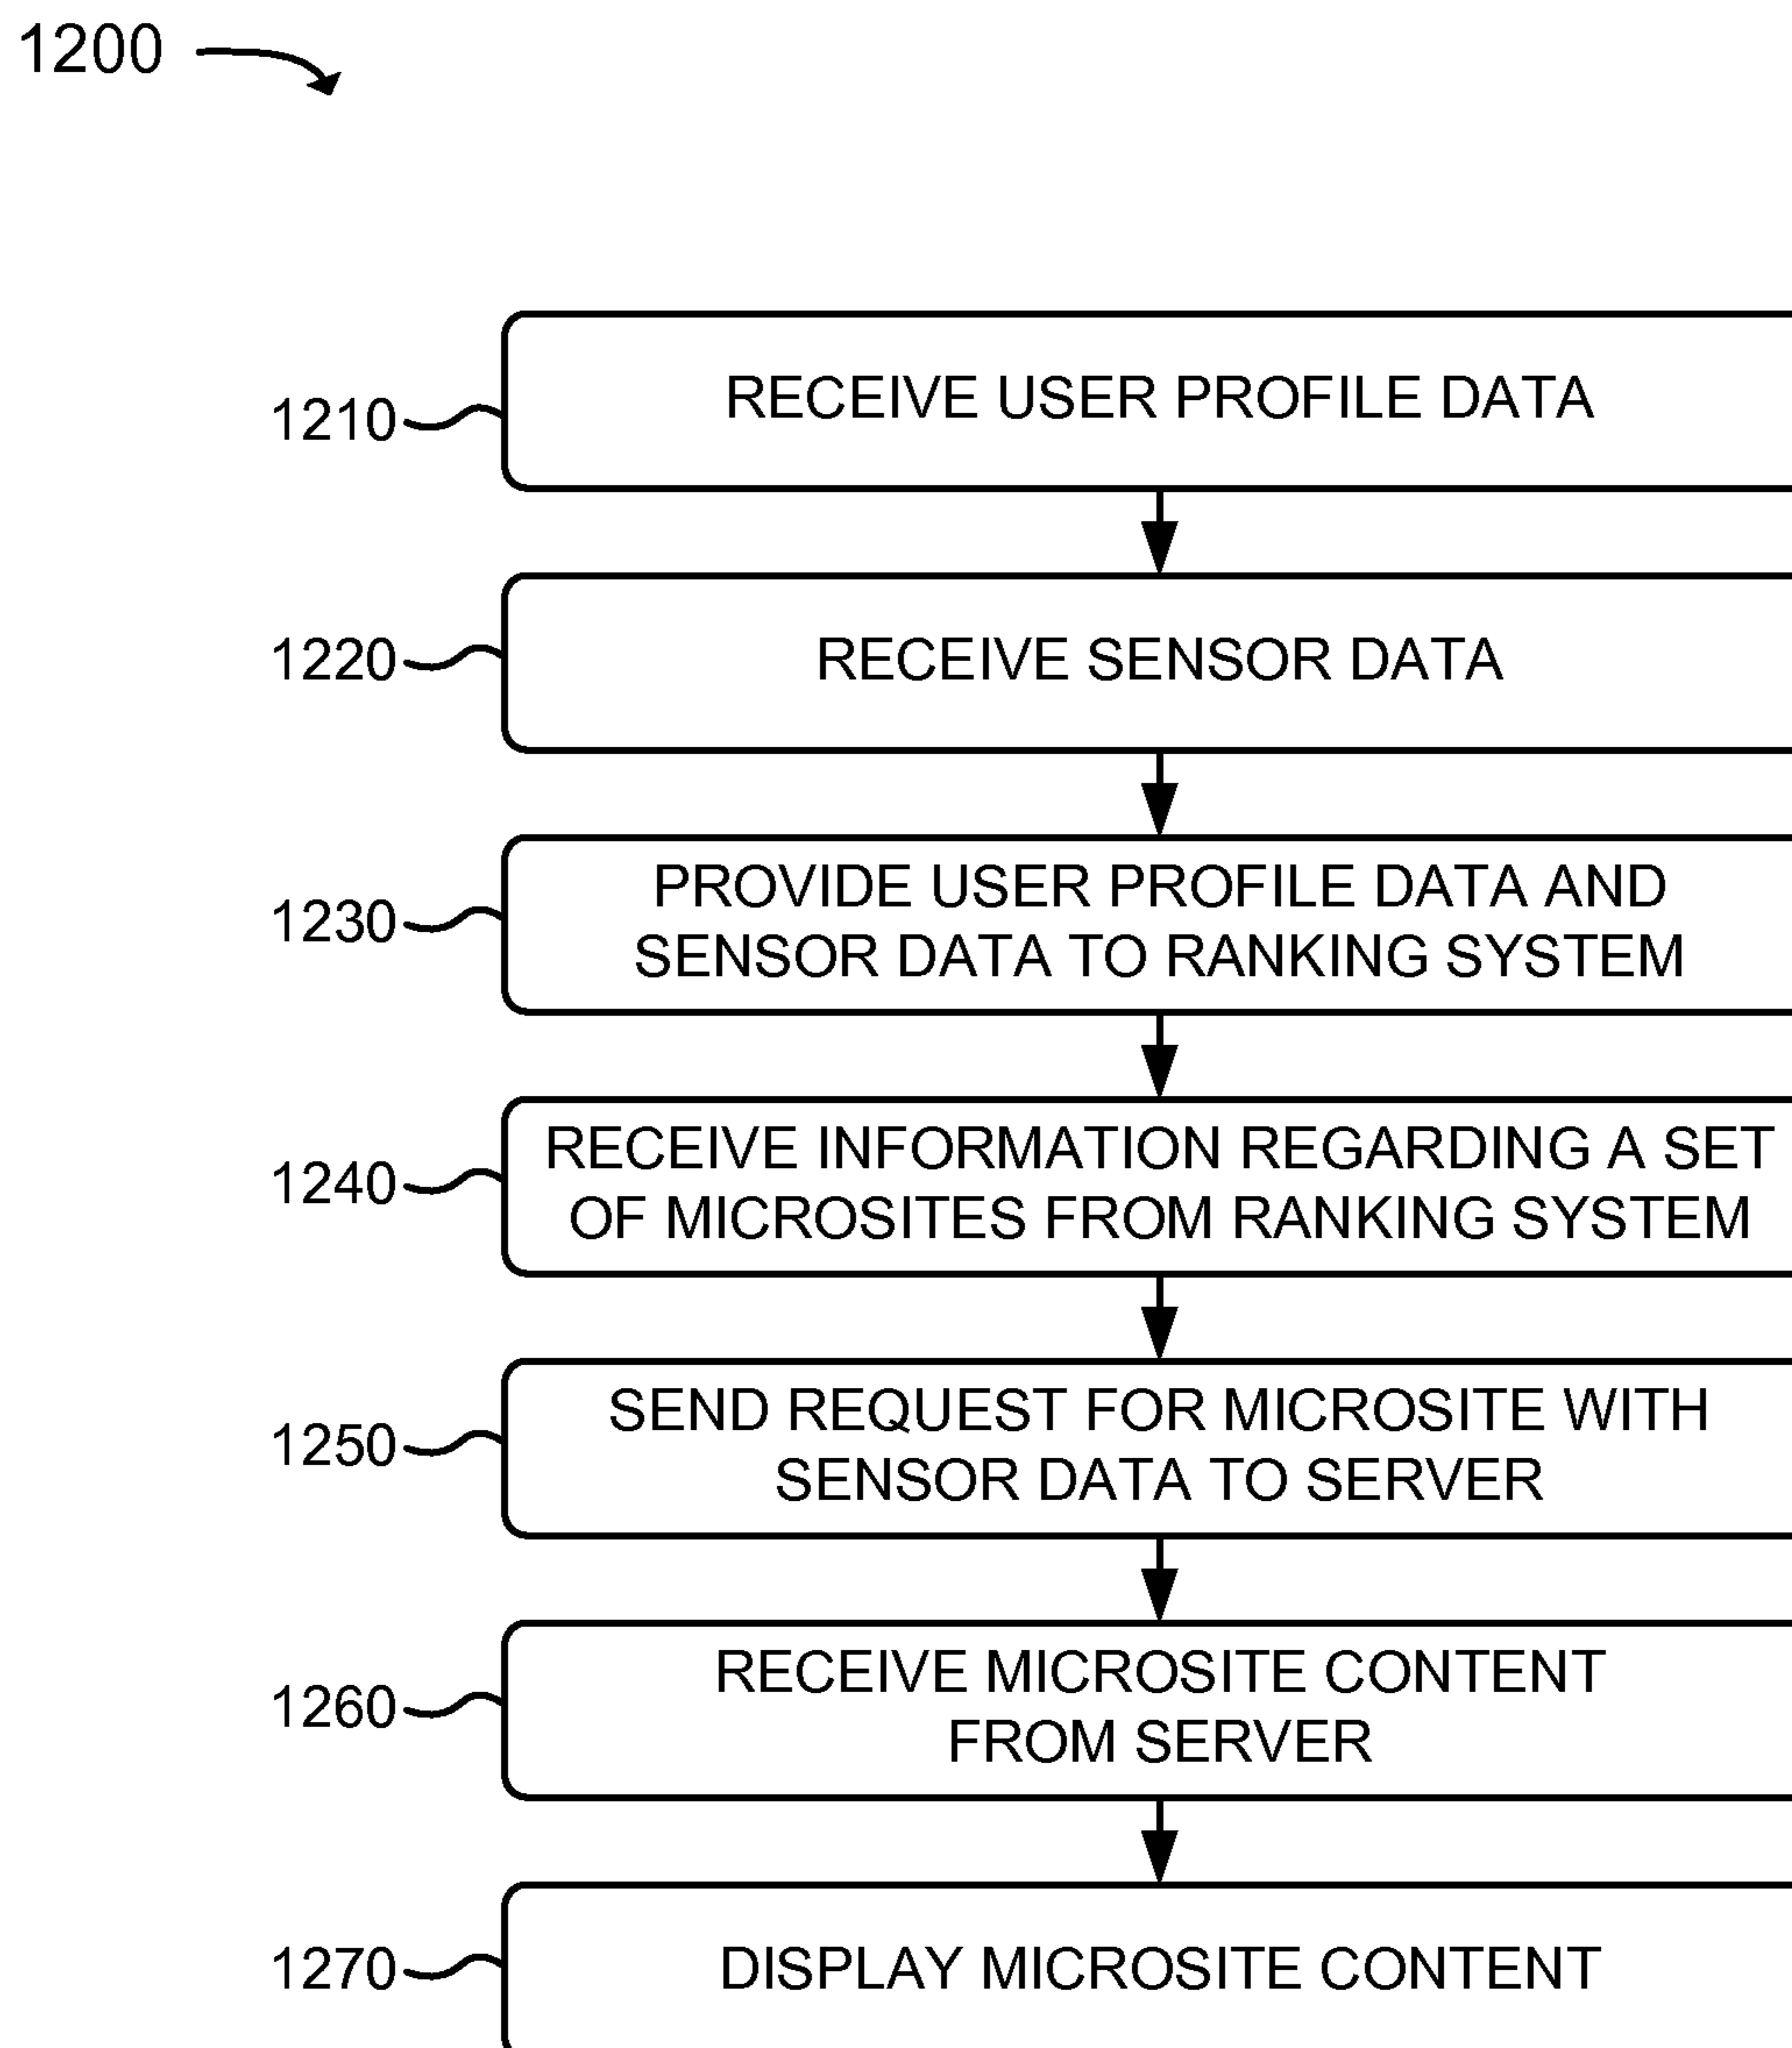 1200
1210
RECEIVE USER PROFILE DATA
1220
RECEIVE SENSOR DATA
1230
PROVIDE USER PROFILE DATA AND
SENSOR DATA TO RANKING SYSTEM
1240
RECEIVE INFORMATION REGARDING A SET
OF MICROSITES FROM RANKING SYSTEM
1250
SEND REQUEST FOR MICROSITE WITH
SENSOR DATA TO SERVER
1260
RECEIVE MICROSITE CONTENT
FROM SERVER
1270
DISPLAY MICROSITE CONTENT